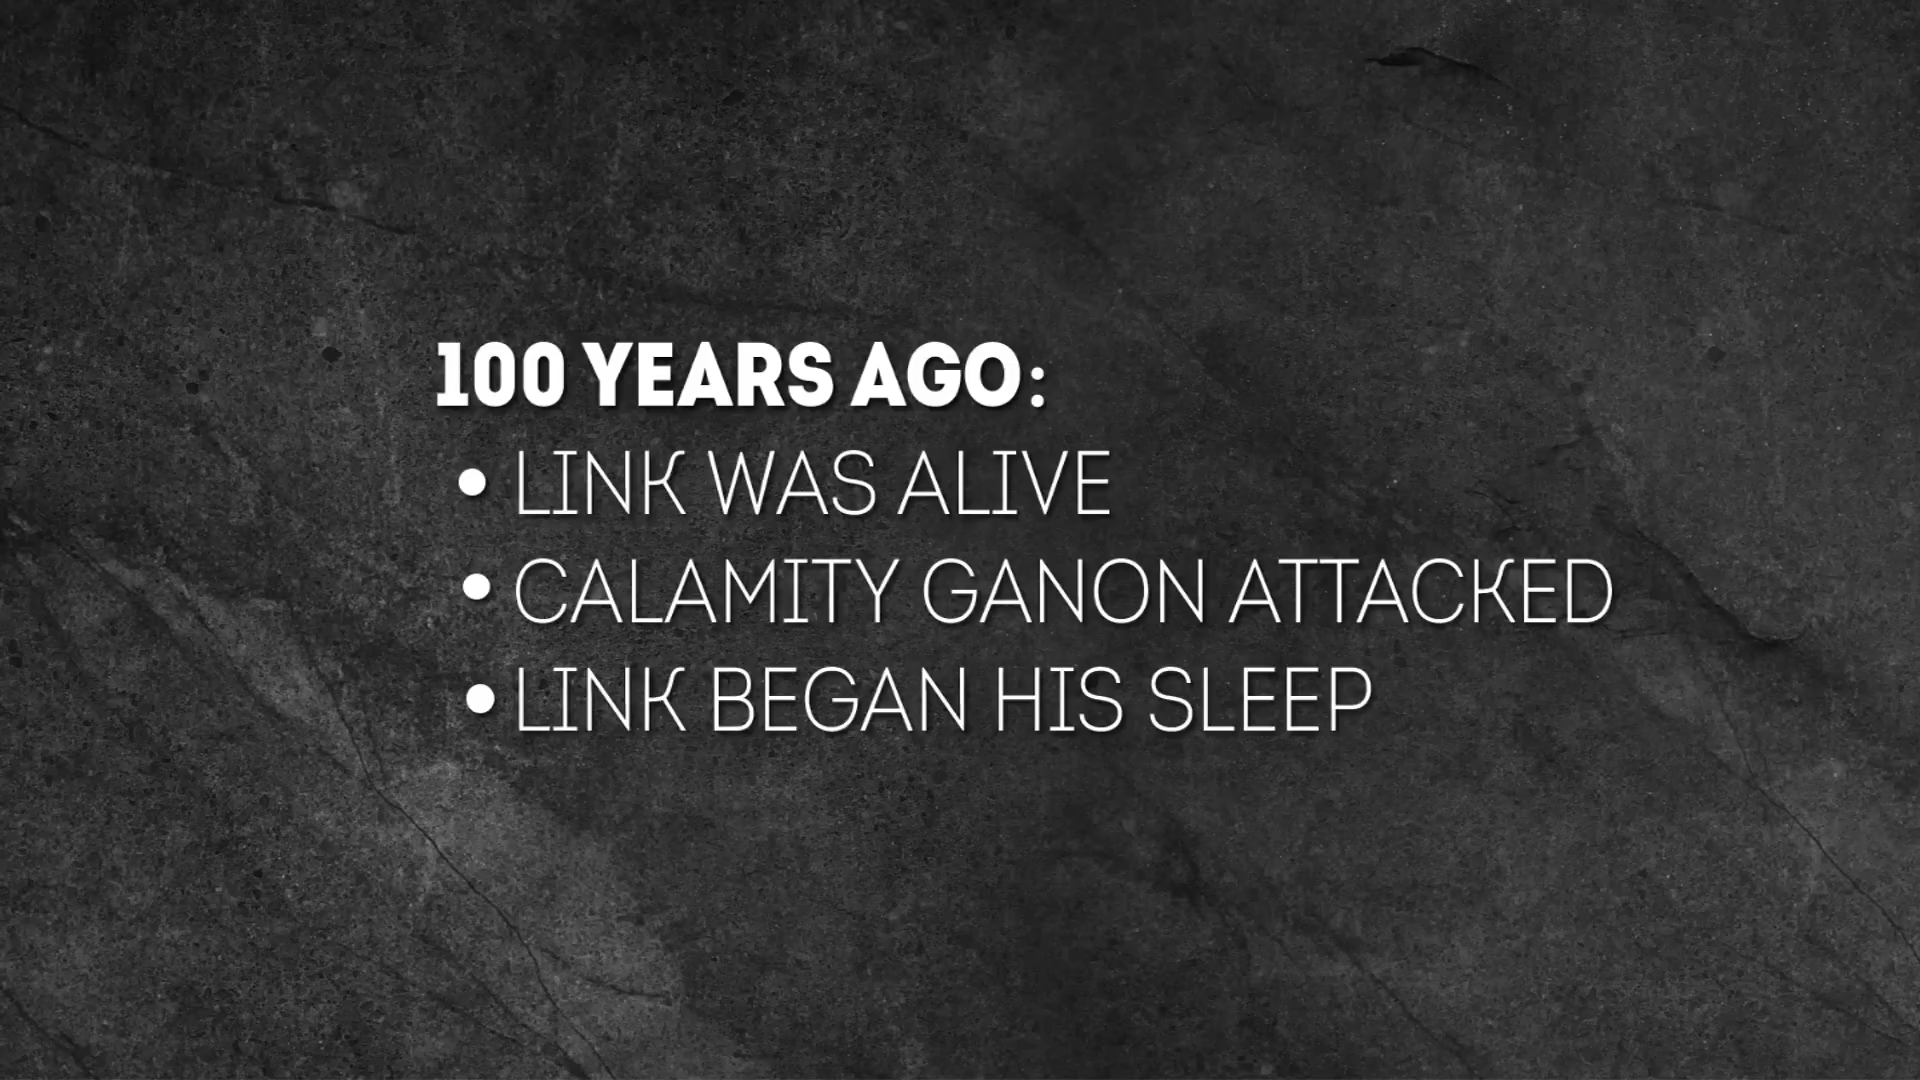 100 YEARS AGO:
• LINK WAS ALIVE
• CALAMITY GANON ATTACKED
• LINK BEGAN HIS SLEEP